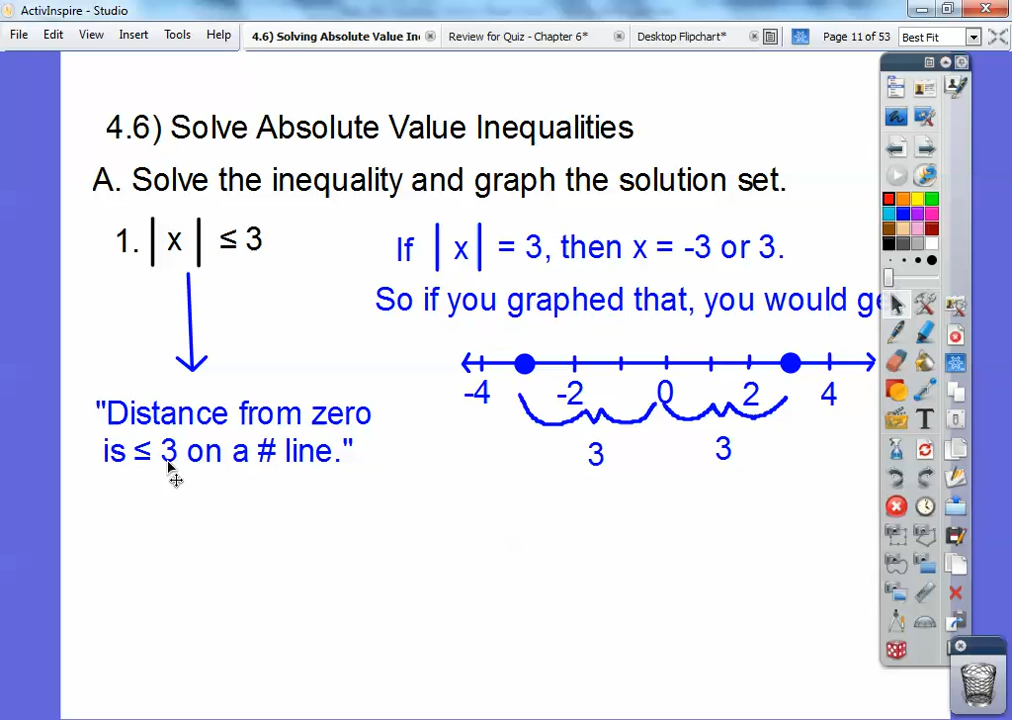 ActivInspire - Studio
File Edit View Insert Tools Help
4.6) Solving Absolute Value In Review for Quiz - Chapter 6* Desktop Flipchart* Page 11 of 53 Best Fit
4.6) Solve Absolute Value Inequalities
A. Solve the inequality and graph the solution set.
1. | x | ≤ 3
If | x | = 3, then x = -3 or 3.
So if you graphed that, you would ge
-4 -2 0 2 4
3 3
"Distance from zero
is ≤ 3 on a # line."
T